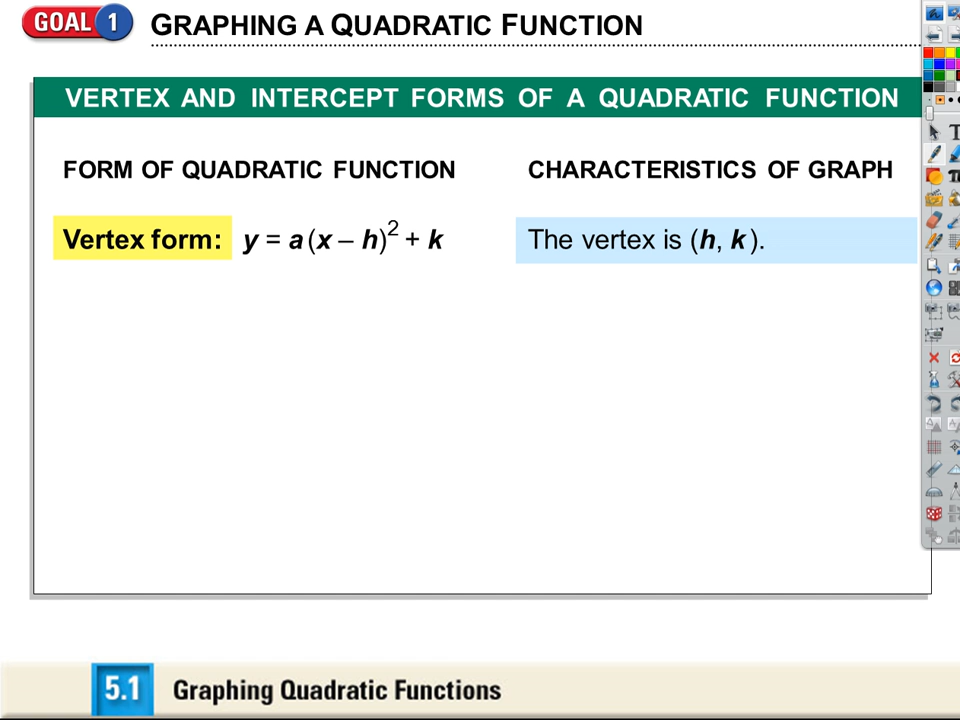 GOAL 1 GRAPHING A QUADRATIC FUNCTION
VERTEX AND INTERCEPT FORMS OF A QUADRATIC FUNCTION
FORM OF QUADRATIC FUNCTION CHARACTERISTICS OF GRAPH
Vertex form: y = a (x – h)² + k The vertex is (h, k ).
5.1 Graphing Quadratic Functions